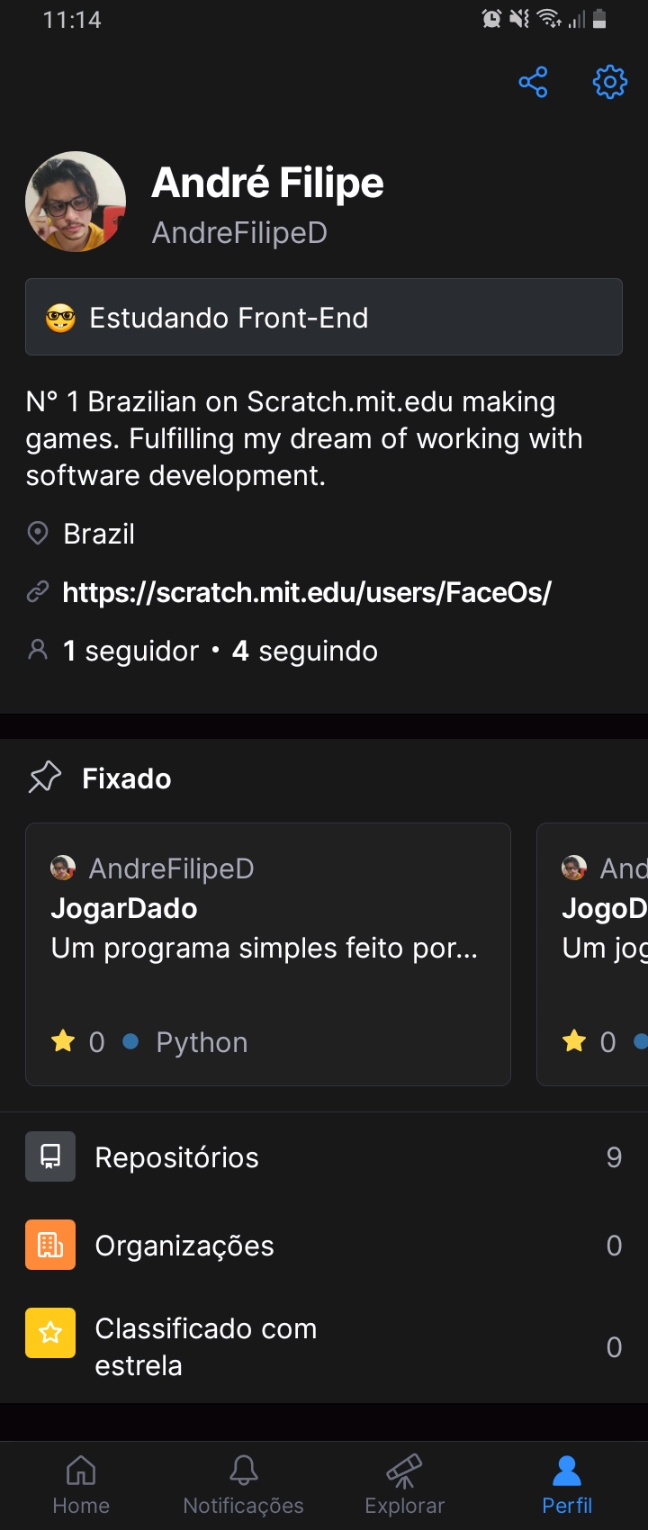 11:14
André Filipe
AndreFilipeD
Estudando Front-End
N° 1 Brazilian on Scratch.mit.edu making
games. Fulfilling my dream of working with
software development.
Brazil
https://scratch.mit.edu/users/FaceOs/
1 seguidor • 4 seguindo
Fixado
AndreFilipeD
JogarDado
Um programa simples feito por...
0 Python
And
JogoD
Um jog
0
Repositórios 9
Organizações 0
Classificado com
estrela 0
Home Notificações Explorar Perfil